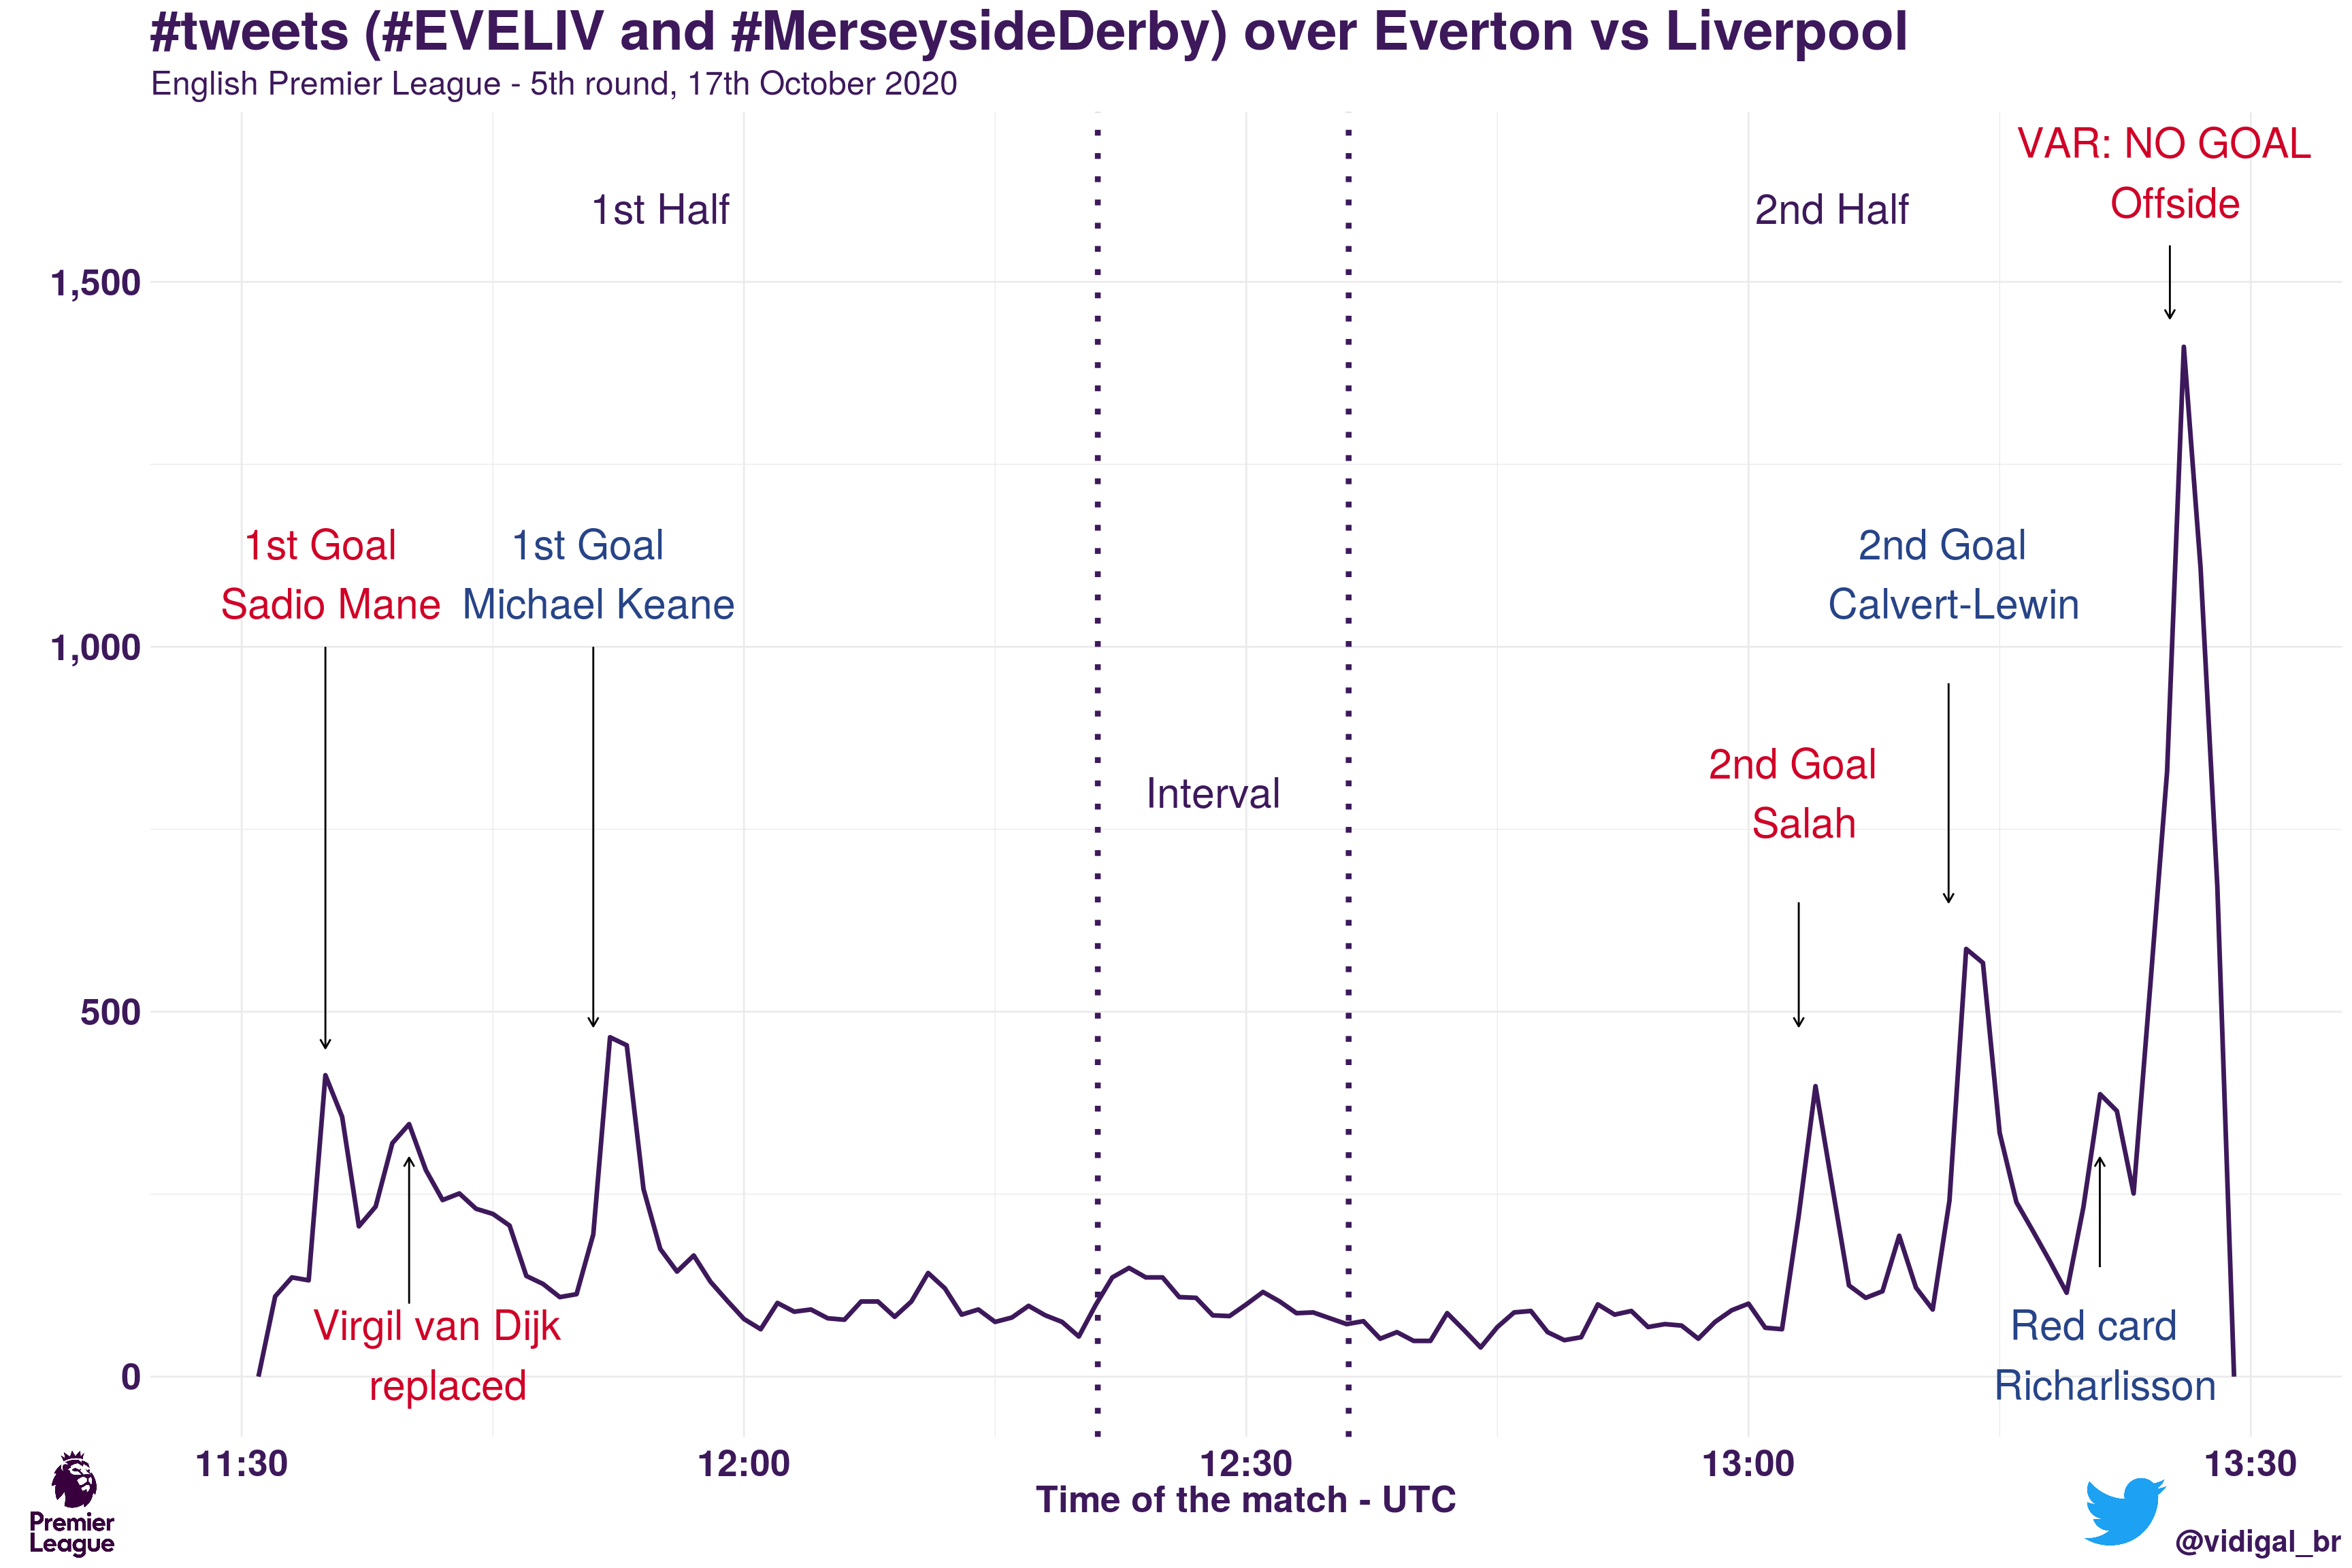 #tweets (#EVELIV and #MerseysideDerby) over Everton vs Liverpool
English Premier League - 5th round, 17th October 2020
VAR: NO GOAL
Offside
1st Half
2nd Half
1,500
1st Goal
Sadio Mane
1st Goal
Michael Keane
2nd Goal
Calvert-Lewin
1,000
2nd Goal
Salah
Interval
500
Virgil van Dijk
replaced
Red card
Richarlisson
0
11:30
12:00
12:30
13:00
13:30
Time of the match - UTC
Premier
League
@vidigal_br